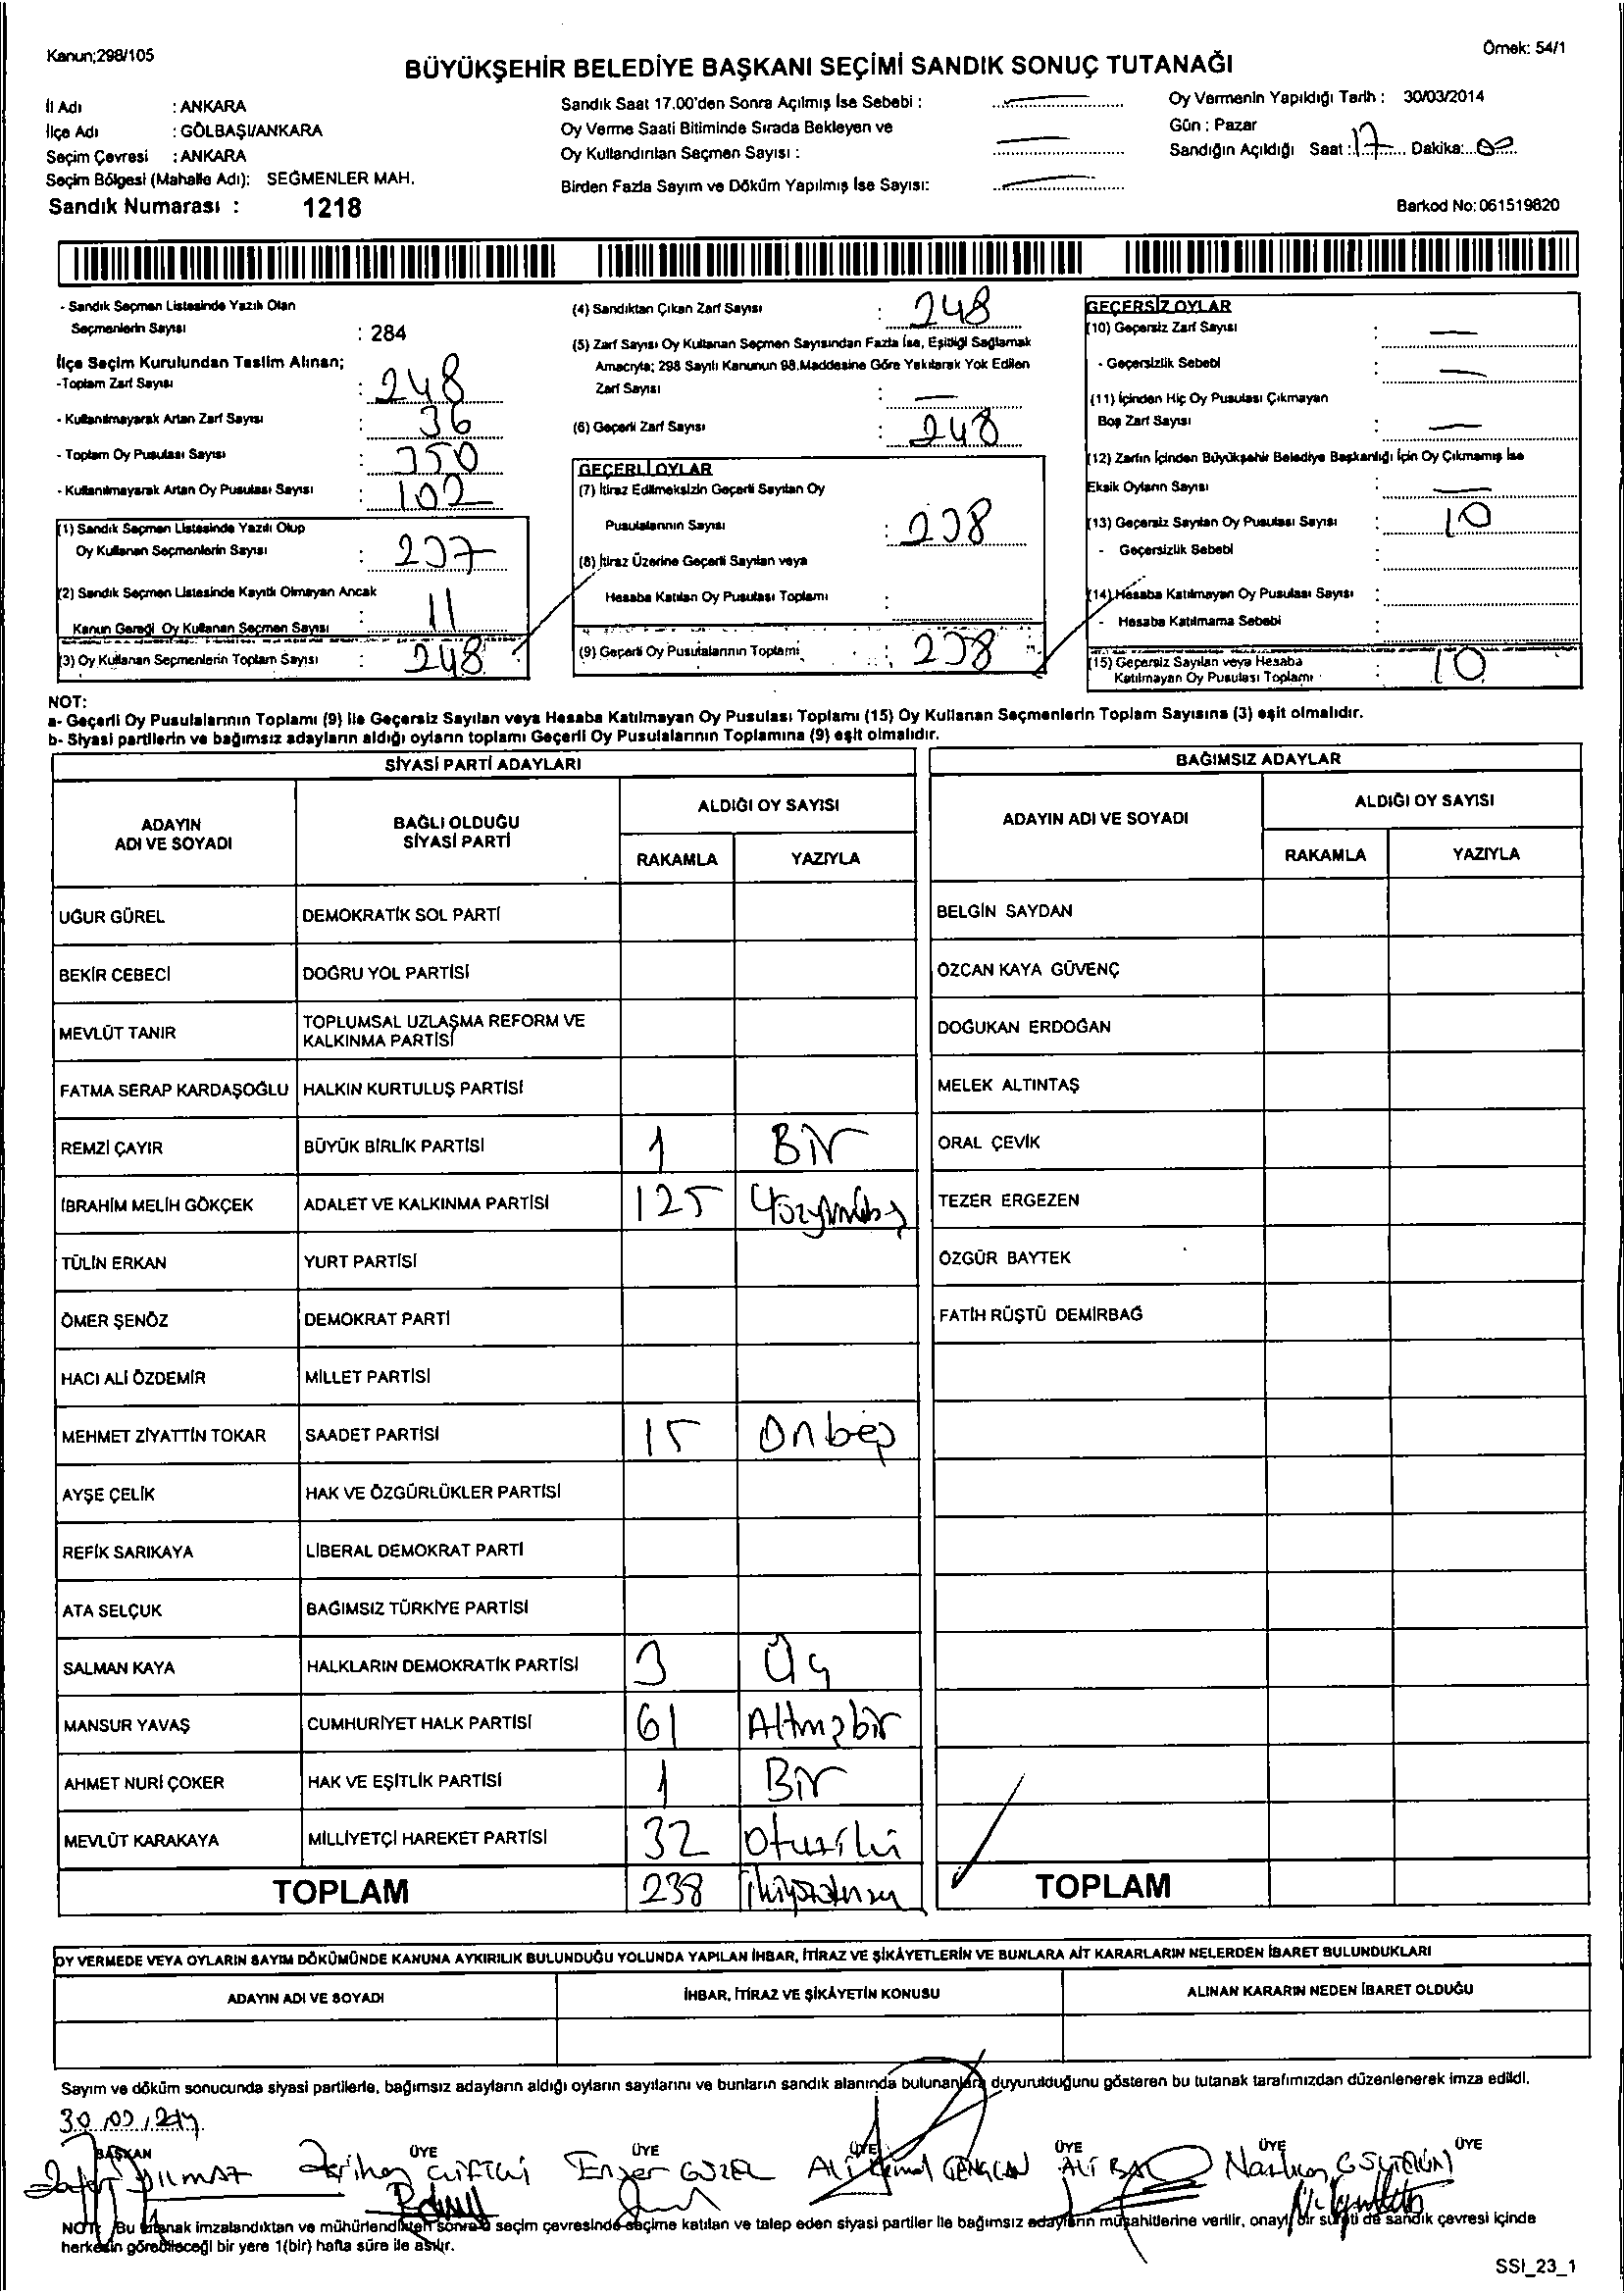 Kanun;298/105
Örnek: 54/1
BÜYÜKŞEHİR BELEDİYE BAŞKANI SEÇİMİ SANDIK SONUÇ TUTANAĞI
İl Adı : ANKARA
İlçe Adı : GÖLBAŞI/ANKARA
Seçim Çevresi : ANKARA
Seçim Bölgesi (Mahalle Adı): SEĞMENLER MAH.
Sandık Numarası : 1218
Sandık Saat 17.00'den Sonra Açılmış İse Sebebi :
Oy Verme Saati Bitiminde Sırada Bekleyen ve
Oy Kullandırılan Seçmen Sayısı :
Birden Fazla Sayım ve Döküm Yapılmış İse Sayısı:
Oy Vermenin Yapıldığı Tarih : 30/03/2014
Gün : Pazar
Sandığın Açıldığı Saat : 17 Dakika: 00
Barkod No: 061519820
- Sandık Seçmen Listesinde Yazılı Olan
Seçmenlerin Sayısı : 284
İlçe Seçim Kurulundan Teslim Alınan;
-Toplam Zarf Sayısı : 248
- Kullanılmayarak Artan Zarf Sayısı : 36
- Toplam Oy Pusulası Sayısı : 350
- Kullanılmayarak Artan Oy Pusulası Sayısı : 102
(1) Sandık Seçmen Listesinde Yazılı Olup
Oy Kullanan Seçmenlerin Sayısı : 237
(2) Sandık Seçmen Listesinde Kayıtlı Olmayan Ancak
Kanun Gereği Oy Kullanan Seçmen Sayısı : 11
(3) Oy Kullanan Seçmenlerin Toplam Sayısı : 248
(4) Sandıktan Çıkan Zarf Sayısı : 248
(5) Zarf Sayısı Oy Kullanan Seçmen Sayısından Fazla İse, Eşitliği Sağlamak
Amacıyla; 298 Sayılı Kanunun 98.Maddesine Göre Yakılarak Yok Edilen
Zarf Sayısı : —
(6) Geçerli Zarf Sayısı : 248
GEÇERLİ OYLAR
(7) İtiraz Edilmeksizin Geçerli Sayılan Oy
Pusulalarının Sayısı : 238
(8) İtiraz Üzerine Geçerli Sayılan veya
Hesaba Katılan Oy Pusulası Toplamı :
(9) Geçerli Oy Pusulalarının Toplamı : 238
GEÇERSİZ OYLAR
(10) Geçersiz Zarf Sayısı : —
- Geçersizlik Sebebi : —
(11) İçinden Hiç Oy Pusulası Çıkmayan
Boş Zarf Sayısı : —
(12) Zarfın İçinden Büyükşehir Belediye Başkanlığı İçin Oy Çıkmamış İse
Eksik Oyların Sayısı : —
(13) Geçersiz Sayılan Oy Pusulası Sayısı : 10
- Geçersizlik Sebebi :
(14) Hesaba Katılmayan Oy Pusulası Sayısı :
- Hesaba Katılmama Sebebi :
(15) Geçersiz Sayılan veya Hesaba
Katılmayan Oy Pusulası Toplamı : 10
NOT:
a- Geçerli Oy Pusulalarının Toplamı (9) ile Geçersiz Sayılan veya Hesaba Katılmayan Oy Pusulası Toplamı (15) Oy Kullanan Seçmenlerin Toplam Sayısına (3) eşit olmalıdır.
b- Siyasi partilerin ve bağımsız adayların aldığı oyların toplamı Geçerli Oy Pusulalarının Toplamına (9) eşit olmalıdır.
SİYASİ PARTİ ADAYLARI
ADAYIN ADI VE SOYADI BAĞLI OLDUĞU SİYASİ PARTİ ALDIĞI OY SAYISI
RAKAMLA YAZIYLA
UĞUR GÜREL DEMOKRATİK SOL PARTİ
BEKİR CEBECİ DOĞRU YOL PARTİSİ
MEVLÜT TANIR TOPLUMSAL UZLAŞMA REFORM VE
KALKINMA PARTİSİ
FATMA SERAP KARDAŞOĞLU HALKIN KURTULUŞ PARTİSİ
REMZİ ÇAYIR BÜYÜK BİRLİK PARTİSİ 1 Bir
İBRAHİM MELİH GÖKÇEK ADALET VE KALKINMA PARTİSİ 125
TÜLİN ERKAN YURT PARTİSİ
ÖMER ŞENÖZ DEMOKRAT PARTİ
HACI ALİ ÖZDEMİR MİLLET PARTİSİ
MEHMET ZİYATTİN TOKAR SAADET PARTİSİ 15 Onbeş
AYŞE ÇELİK HAK VE ÖZGÜRLÜKLER PARTİSİ
REFİK SARIKAYA LİBERAL DEMOKRAT PARTİ
ATA SELÇUK BAĞIMSIZ TÜRKİYE PARTİSİ
SALMAN KAYA HALKLARIN DEMOKRATİK PARTİSİ 3 Üç
MANSUR YAVAŞ CUMHURİYET HALK PARTİSİ 61 Altmışbir
AHMET NURİ ÇOKER HAK VE EŞİTLİK PARTİSİ 1 Bir
MEVLÜT KARAKAYA MİLLİYETÇİ HAREKET PARTİSİ 32 Otuziki
TOPLAM 238
BAĞIMSIZ ADAYLAR
ADAYIN ADI VE SOYADI ALDIĞI OY SAYISI
RAKAMLA YAZIYLA
BELGİN SAYDAN
ÖZCAN KAYA GÜVENÇ
DOĞUKAN ERDOĞAN
MELEK ALTINTAŞ
ORAL ÇEVİK
TEZER ERGEZEN
ÖZGÜR BAYTEK
FATİH RÜŞTÜ DEMİRBAĞ
TOPLAM
OY VERMEDE VEYA OYLARIN SAYIM DÖKÜMÜNDE KANUNA AYKIRILIK BULUNDUĞU YOLUNDA YAPILAN İHBAR, İTİRAZ VE ŞİKÂYETLERİN VE BUNLARA AİT KARARLARIN NELERDEN İBARET BULUNDUKLARI
ADAYIN ADI VE SOYADI İHBAR, İTİRAZ VE ŞİKÂYETİN KONUSU ALINAN KARARIN NEDEN İBARET OLDUĞU
Sayım ve döküm sonucunda siyasi partilerle, bağımsız adayların aldığı oyların sayılarını ve bunların sandık alanında bulunanlara duyurulduğunu gösteren bu tutanak tarafımızdan düzenlenerek imza edildi.
30.03.2014
BAŞKAN ÜYE ÜYE ÜYE ÜYE ÜYE ÜYE
YILMAZ ÇİFTÇİ Enver GÜZEL ALİ Kemal GENÇCAN ALİ
NOT: Bu tutanak imzalandıktan ve mühürlendikten sonra o seçim çevresinde seçime katılan ve talep eden siyasi partiler ile bağımsız adayların müşahitlerine verilir, onaylı bir sureti de sandık çevresi içinde
herkesin görebileceği bir yere 1(bir) hafta süre ile asılır.
SSI_23_1